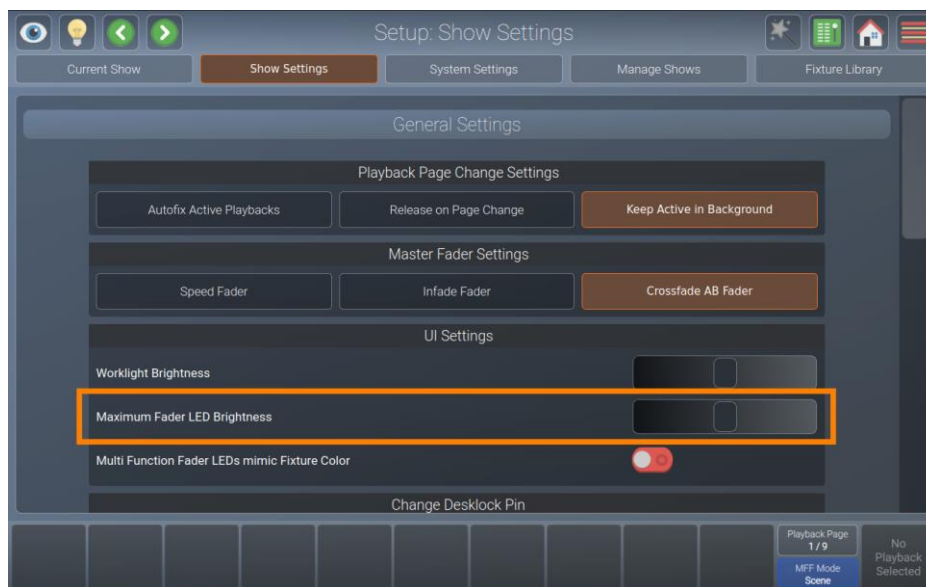 Setup: Show Settings
Current Show
Show Settings
System Settings
Manage Shows
Fixture Library
General Settings
Playback Page Change Settings
Autofix Active Playbacks
Release on Page Change
Keep Active in Background
Master Fader Settings
Speed Fader
Infade Fader
Crossfade AB Fader
UI Settings
Worklight Brightness
Maximum Fader LED Brightness
Multi Function Fader LEDs mimic Fixture Color
Change Desklock Pin
Playback Page
1/9
MFF Mode
Scene
No
Playback
Selected